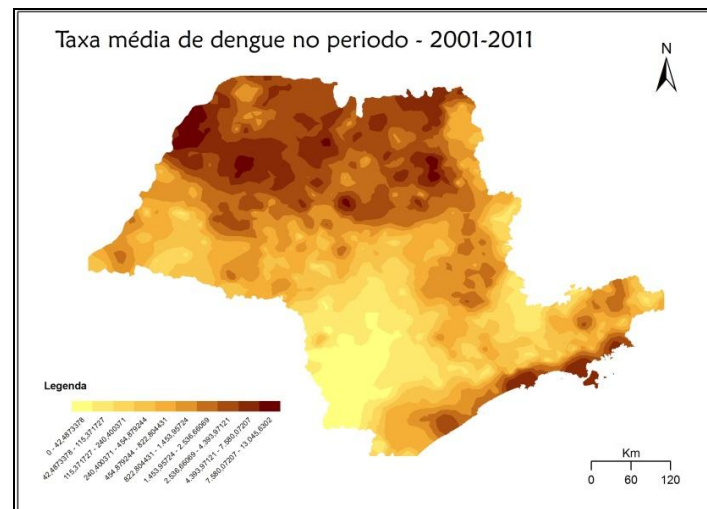 Taxa média de dengue no periodo - 2001-2011
N
Legenda
0 - 42,4873378
42,4873378 - 115,371727
115,371727 - 240,400371
240,400371 - 454,879244
454,879244 - 822,804431
822,804431 - 1.453,95724
1.453,95724 - 2.536,66069
2.536,66069 - 4.393,97121
4.393,97121 - 7.580,07207
7.580,07207 - 13.045,6362
Km
0 60 120